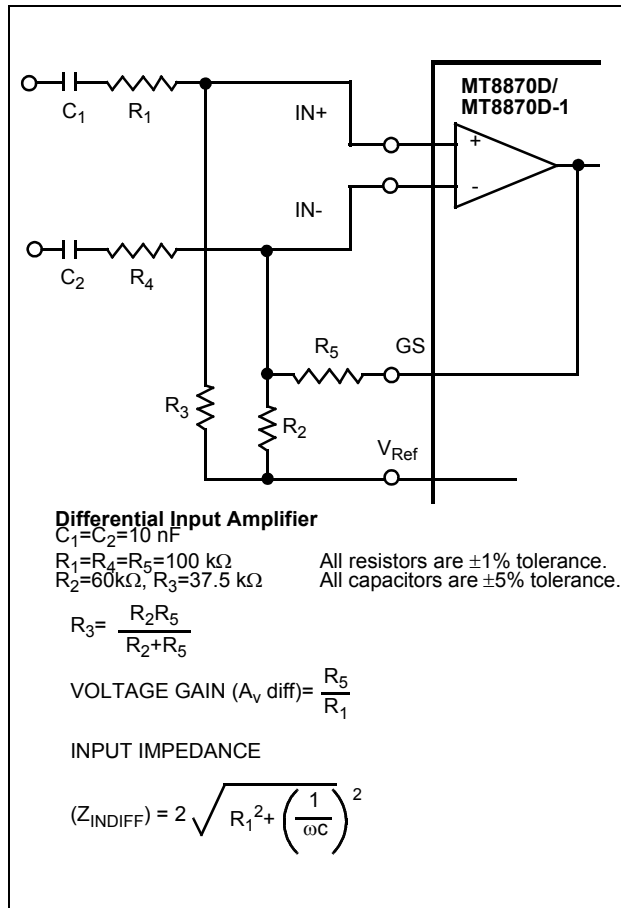 MT8870D/
MT8870D-1
C1
R1
IN+
+
-
IN-
C2
R4
R5
GS
R3
R2
VRef
Differential Input Amplifier
C1=C2=10 nF
R1=R4=R5=100 kΩ All resistors are ±1% tolerance.
R2=60kΩ, R3=37.5 kΩ All capacitors are ±5% tolerance.
R3= R2R5
R2+R5
VOLTAGE GAIN (Av diff)= R5
R1
INPUT IMPEDANCE
(ZINDIFF) = 2 √ R1²+ (1/ωc)²